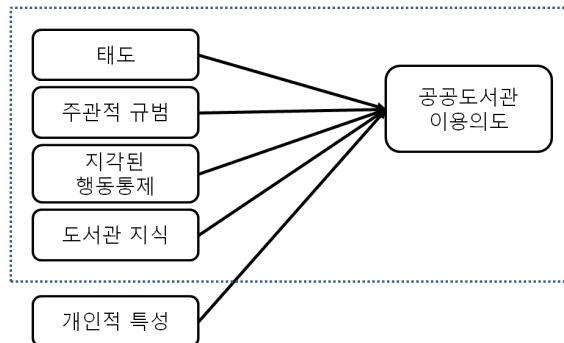 태도
주관적 규범
지각된
행동통제
도서관 지식
개인적 특성
공공도서관
이용의도